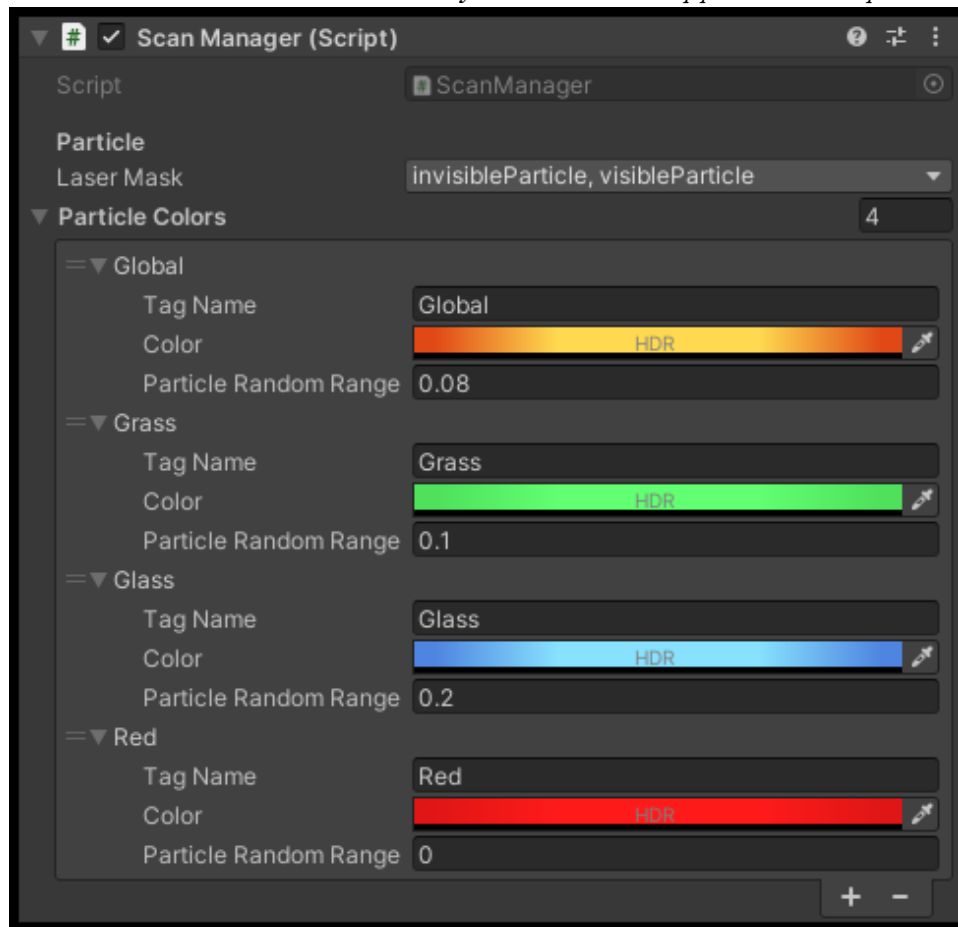 Scan Manager (Script)
Script ScanManager
Particle
Laser Mask invisibleParticle, visibleParticle
Particle Colors 4
Global
Tag Name Global
Color HDR
Particle Random Range 0.08
Grass
Tag Name Grass
Color HDR
Particle Random Range 0.1
Glass
Tag Name Glass
Color HDR
Particle Random Range 0.2
Red
Tag Name Red
Color HDR
Particle Random Range 0